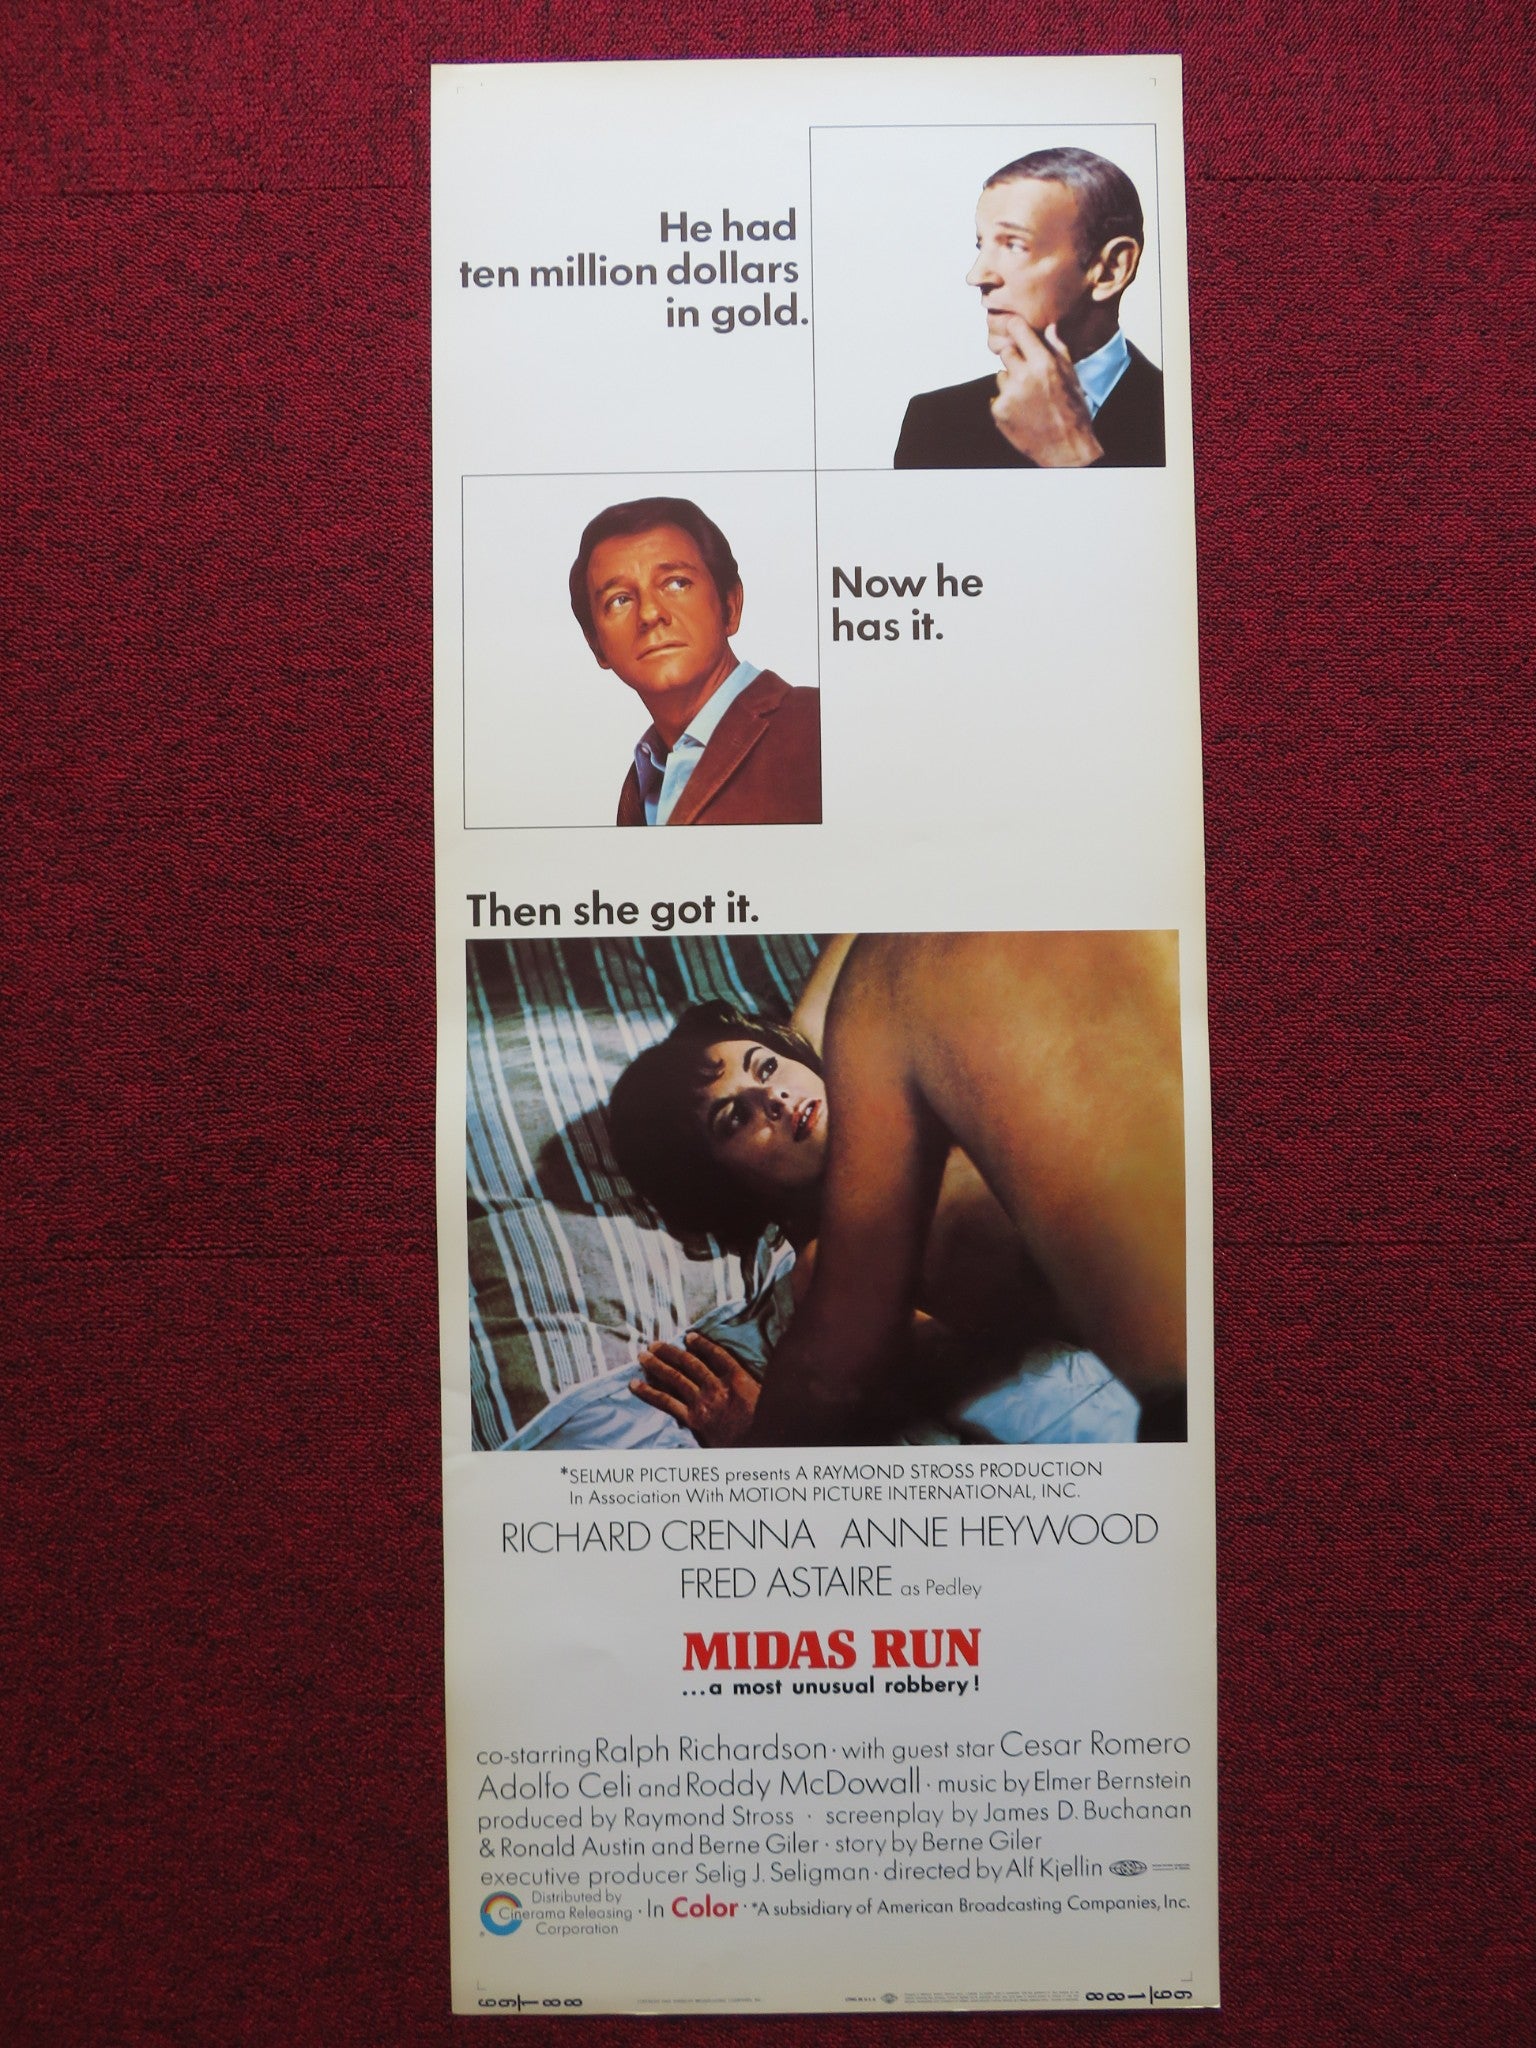 He had
ten million dollars
in gold.
Now he
has it.
Then she got it.
*SELMUR PICTURES presents A RAYMOND STROSS PRODUCTION
In Association With MOTION PICTURE INTERNATIONAL, INC.
RICHARD CRENNA ANNE HEYWOOD
FRED ASTAIRE as Pedley
MIDAS RUN
...a most unusual robbery!
co-starring Ralph Richardson · with guest star Cesar Romero
Adolfo Celi and Roddy McDowall · music by Elmer Bernstein
produced by Raymond Stross · screenplay by James D. Buchanan
& Ronald Austin and Berne Giler · story by Berne Giler
executive producer Selig J. Seligman · directed by Alf Kjellin
Distributed by
Cinerama Releasing · In Color · *A subsidiary of American Broadcasting Companies, Inc.
Corporation
69/188
69/188